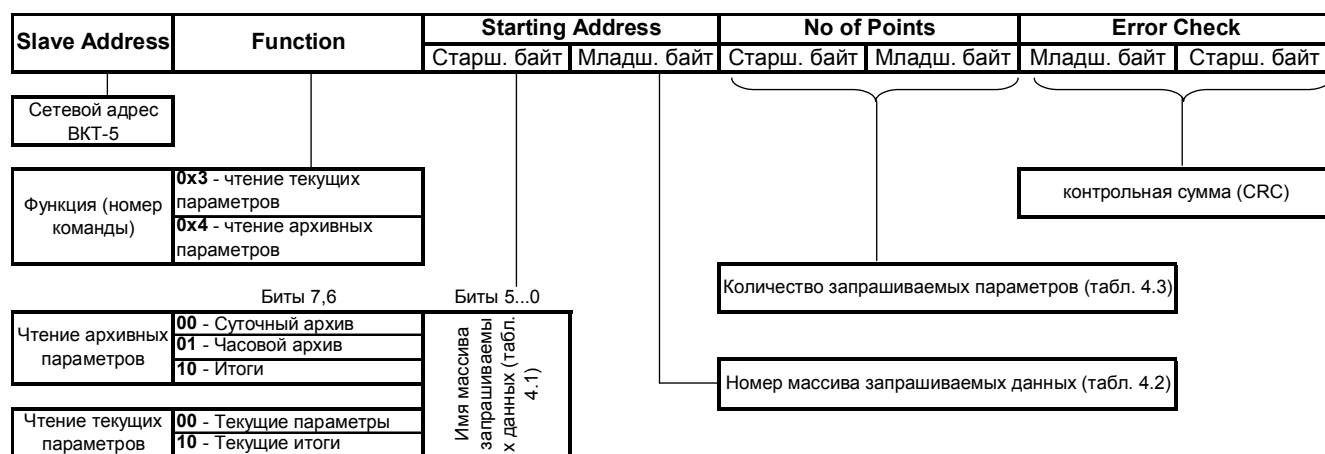 Slave Address
Function
Starting Address
No of Points
Error Check
Старш. байт
Младш. байт
Старш. байт
Младш. байт
Младш. байт
Старш. байт
Сетевой адрес
ВКТ-5
Функция (номер
команды)
0x3 - чтение текущих
параметров
0x4 - чтение архивных
параметров
контрольная сумма (CRC)
Количество запрашиваемых параметров (табл. 4.3)
Биты 7,6
Биты 5...0
Чтение архивных
параметров
00 - Суточный архив
01 - Часовой архив
10 - Итоги
Имя массива
запрашиваемы
х данных (табл.
4.1)
Номер массива запрашиваемых данных (табл. 4.2)
Чтение текущих
параметров
00 - Текущие параметры
10 - Текущие итоги